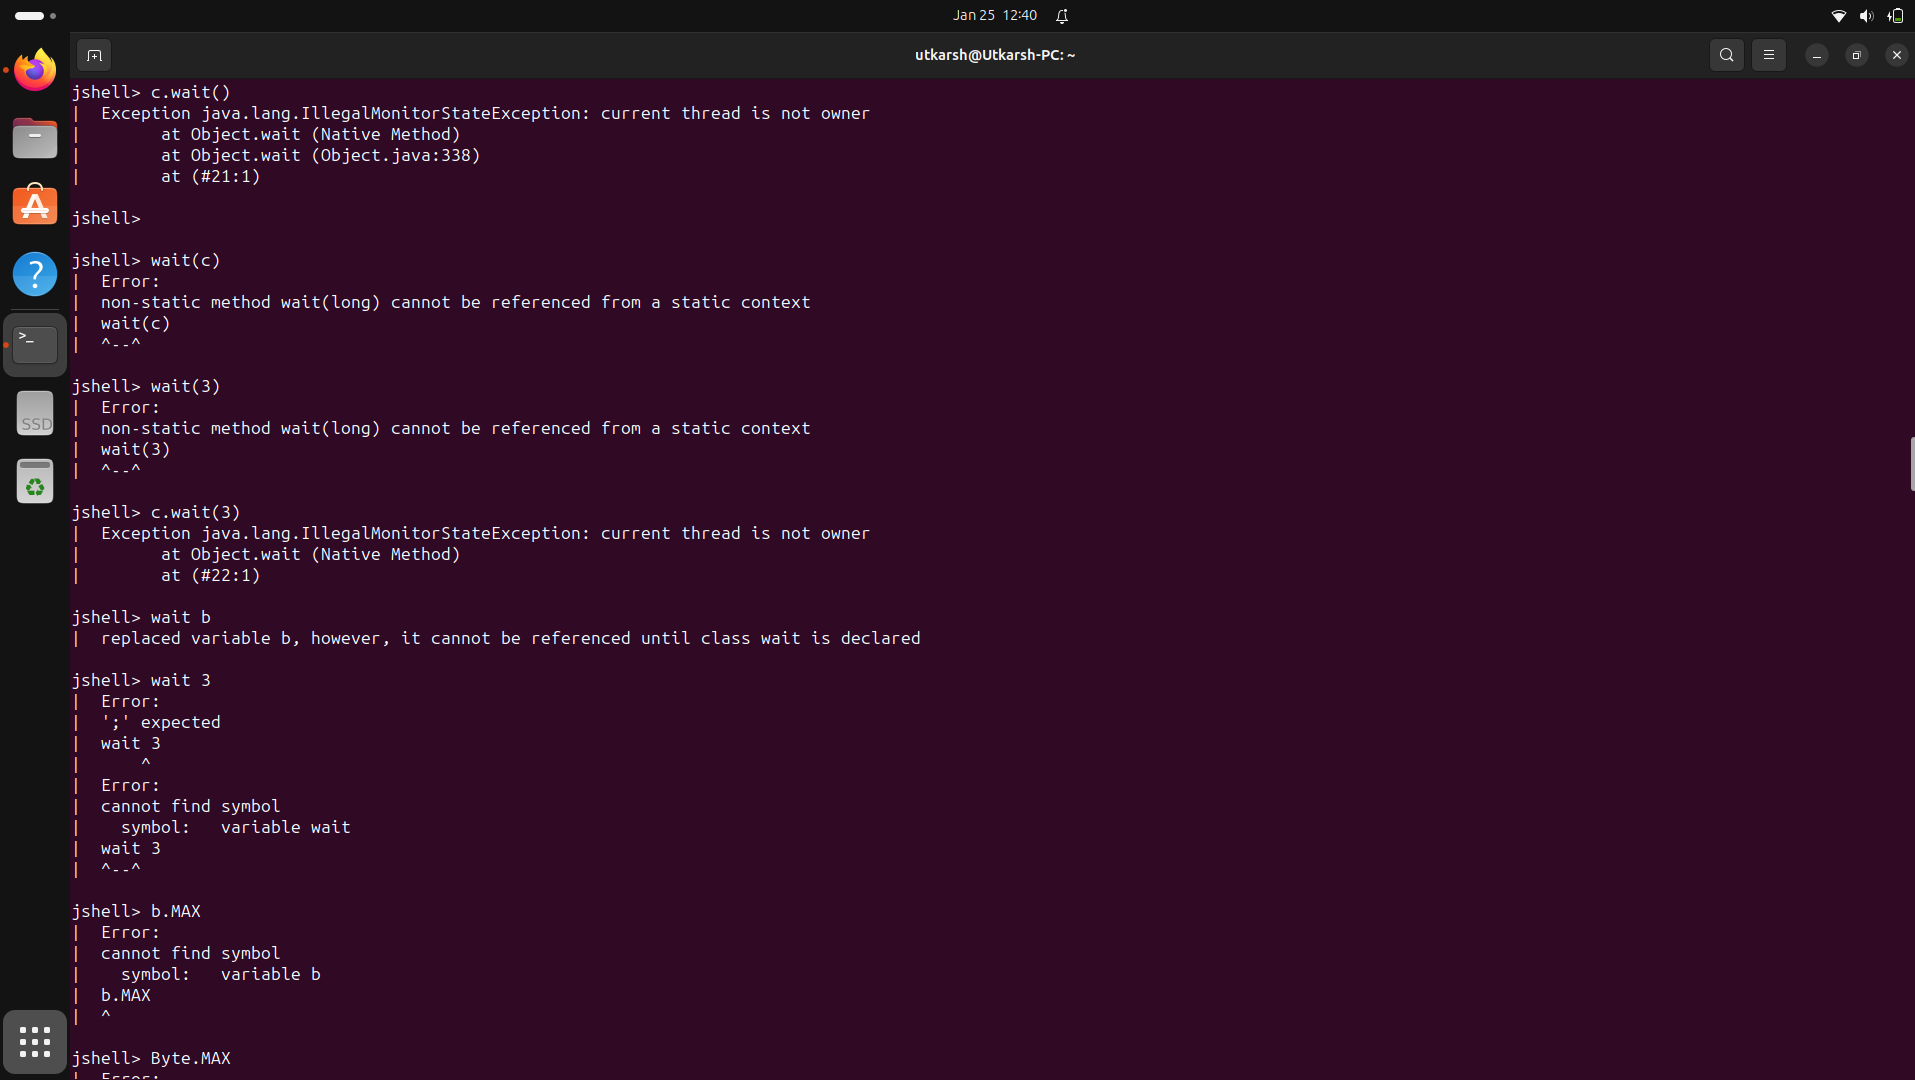 Jan 25 12:40
utkarsh@Utkarsh-PC: ~
jshell> c.wait()
|  Exception java.lang.IllegalMonitorStateException: current thread is not owner
|        at Object.wait (Native Method)
|        at Object.wait (Object.java:338)
|        at (#21:1)
jshell>
jshell> wait(c)
|  Error:
|  non-static method wait(long) cannot be referenced from a static context
|  wait(c)
|  ^--^
jshell> wait(3)
|  Error:
|  non-static method wait(long) cannot be referenced from a static context
|  wait(3)
|  ^--^
jshell> c.wait(3)
|  Exception java.lang.IllegalMonitorStateException: current thread is not owner
|        at Object.wait (Native Method)
|        at (#22:1)
jshell> wait b
|  replaced variable b, however, it cannot be referenced until class wait is declared
jshell> wait 3
|  Error:
|  ';' expected
|  wait 3
|      ^
|  Error:
|  cannot find symbol
|    symbol:   variable wait
|  wait 3
|  ^--^
jshell> b.MAX
|  Error:
|  cannot find symbol
|    symbol:   variable b
|  b.MAX
|  ^
jshell> Byte.MAX
|  Error:
SSD